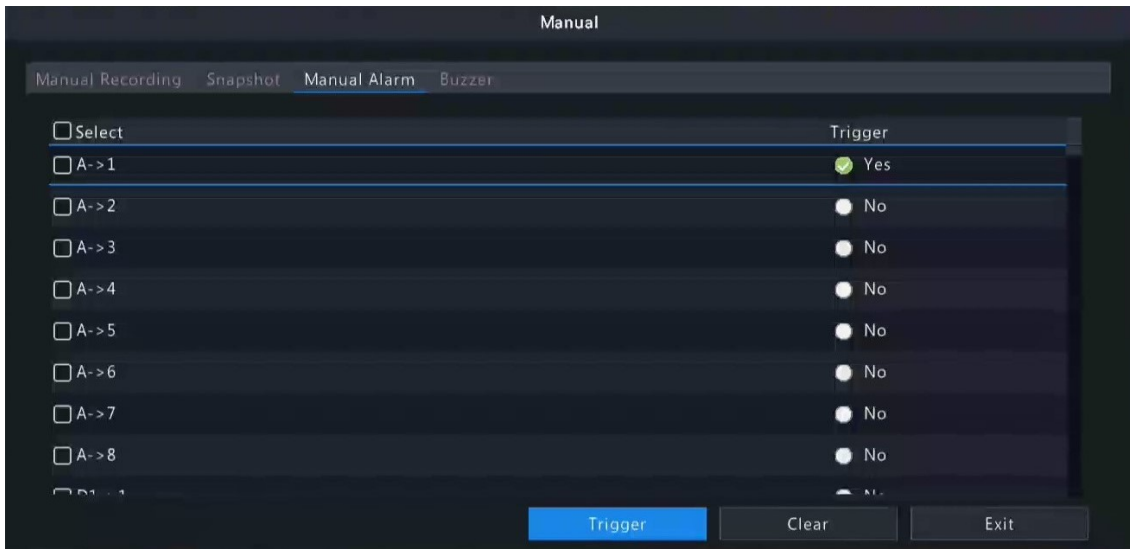 Manual
Manual Recording Snapshot Manual Alarm Buzzer
Select Trigger
A->1 Yes
A->2 No
A->3 No
A->4 No
A->5 No
A->6 No
A->7 No
A->8 No
Trigger Clear Exit